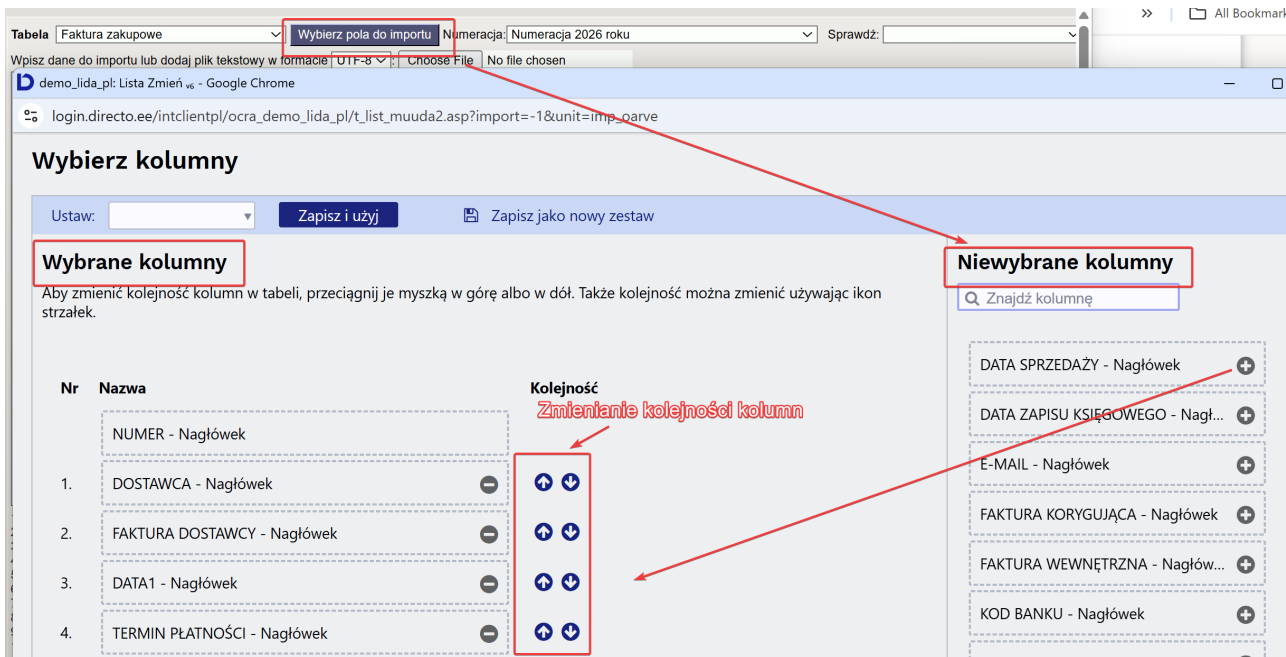 » All Bookmark
Tabela Faktura zakupowe Wybierz pola do importu Numeracja: Numeracja 2026 roku Sprawdź:
Wpisz dane do importu lub dodaj plik tekstowy w formacie UTF-8 : Choose File No file chosen
demo_lida_pl: Lista Zmień v6 - Google Chrome
login.directo.ee/intclientpl/ocra_demo_lida_pl/t_list_muuda2.asp?import=-1&unit=imp_oarve
Wybierz kolumny
Ustaw: Zapisz i użyj Zapisz jako nowy zestaw
Wybrane kolumny
Aby zmienić kolejność kolumn w tabeli, przeciągnij je myszką w górę albo w dół. Także kolejność można zmienić używając ikon
strzałek.
Nr Nazwa Kolejność
Zmienianie kolejności kolumn
NUMER - Nagłówek
1. DOSTAWCA - Nagłówek
2. FAKTURA DOSTAWCY - Nagłówek
3. DATA1 - Nagłówek
4. TERMIN PŁATNOŚCI - Nagłówek
Niewybrane kolumny
Znajdź kolumnę
DATA SPRZEDAŻY - Nagłówek
DATA ZAPISU KSIĘGOWEGO - Nagł...
E-MAIL - Nagłówek
FAKTURA KORYGUJĄCA - Nagłówek
FAKTURA WEWNĘTRZNA - Nagłów...
KOD BANKU - Nagłówek